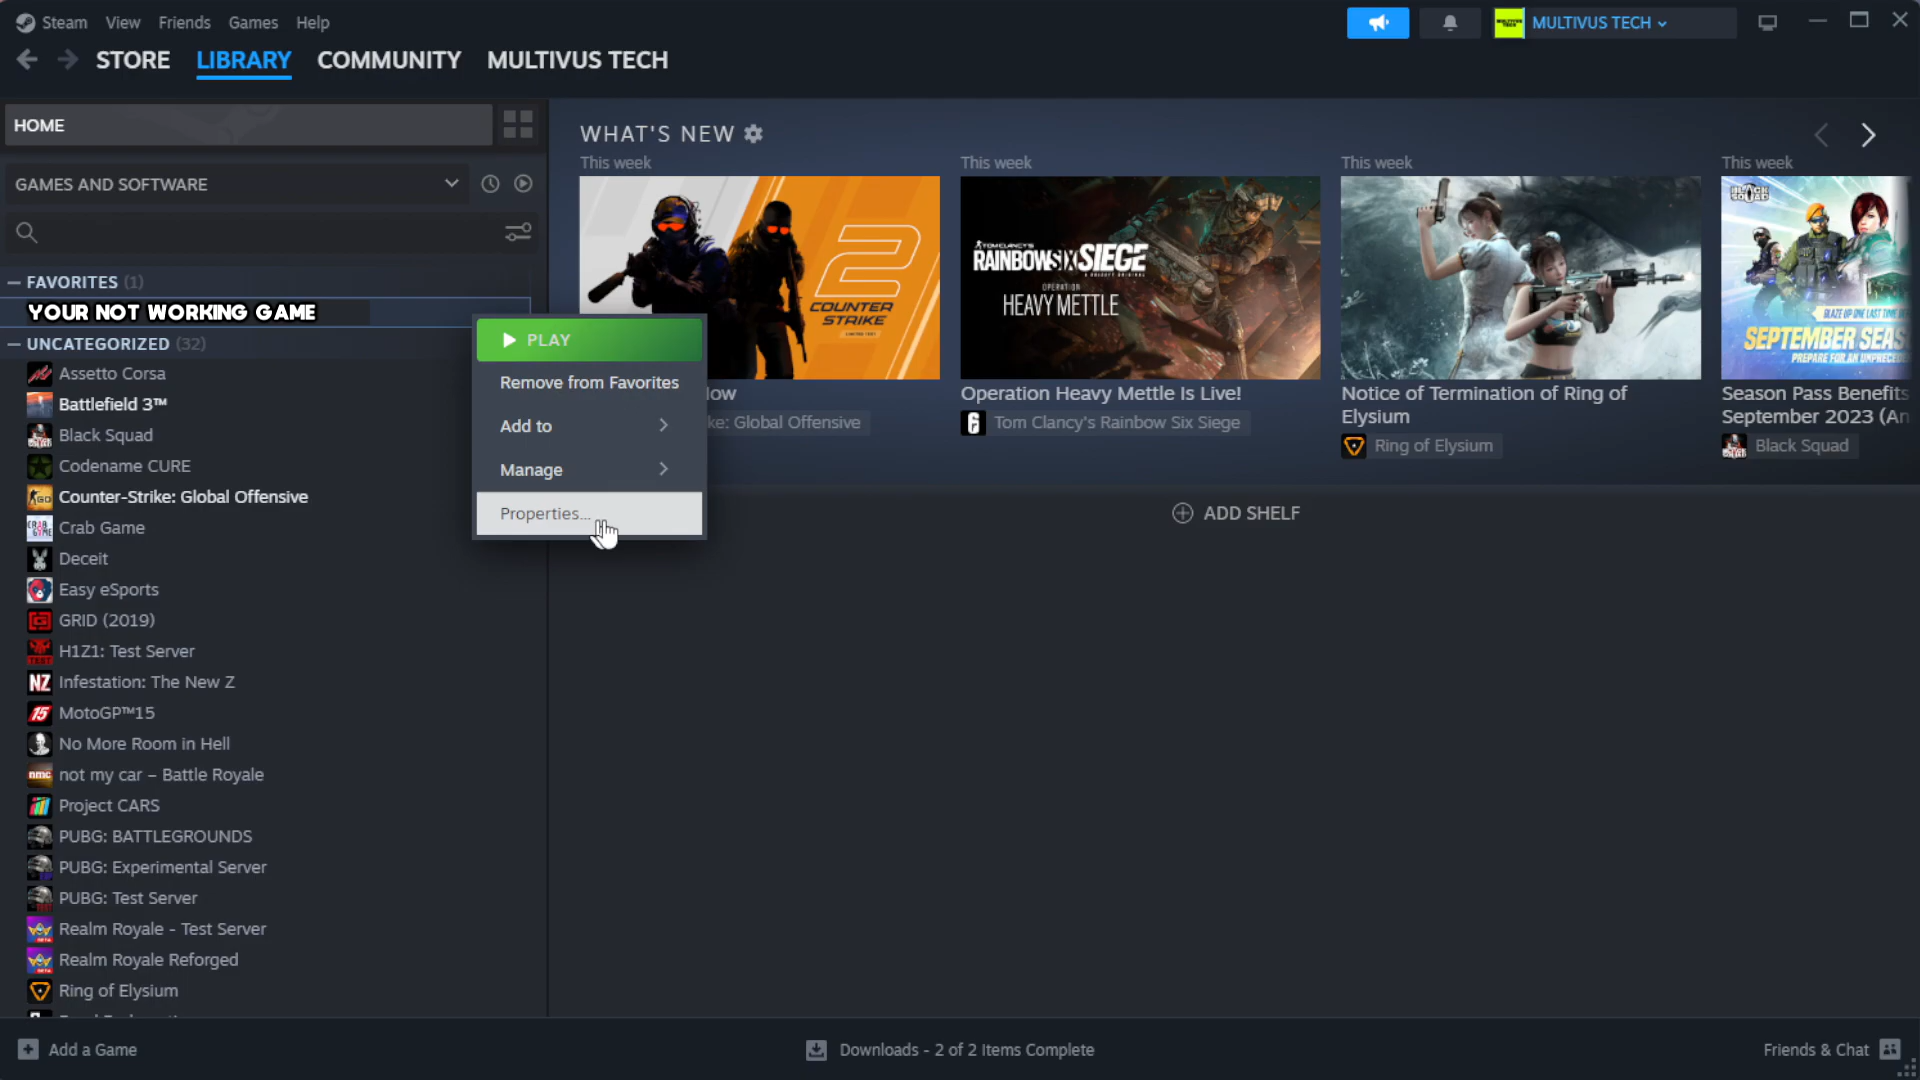 Steam View Friends Games Help
MULTIVUS TECH
STORE LIBRARY COMMUNITY MULTIVUS TECH
HOME
GAMES AND SOFTWARE
FAVORITES (1)
YOUR NOT WORKING GAME
UNCATEGORIZED (32)
Assetto Corsa
Battlefield 3™
Black Squad
Codename CURE
Counter-Strike: Global Offensive
Crab Game
Deceit
Easy eSports
GRID (2019)
H1Z1: Test Server
Infestation: The New Z
MotoGP™15
No More Room in Hell
not my car – Battle Royale
Project CARS
PUBG: BATTLEGROUNDS
PUBG: Experimental Server
PUBG: Test Server
Realm Royale - Test Server
Realm Royale Reforged
Ring of Elysium
PLAY
Remove from Favorites
Add to
Manage
Properties...
WHAT'S NEW
This week
This week
This week
This week
2
COUNTER
STRIKE
TOM CLANCY'S
RAINBOW SIX SIEGE
OPERATION
HEAVY METTLE
BLACK
SQUAD
BLAZE UP ONE LAST TIME
SEPTEMBER SEAS
PREPARE FOR AN UNPRECEDE
ke: Global Offensive
Operation Heavy Mettle Is Live!
Tom Clancy's Rainbow Six Siege
Notice of Termination of Ring of
Elysium
Ring of Elysium
Season Pass Benefits
September 2023 (An
Black Squad
ADD SHELF
Add a Game
Downloads - 2 of 2 Items Complete
Friends & Chat